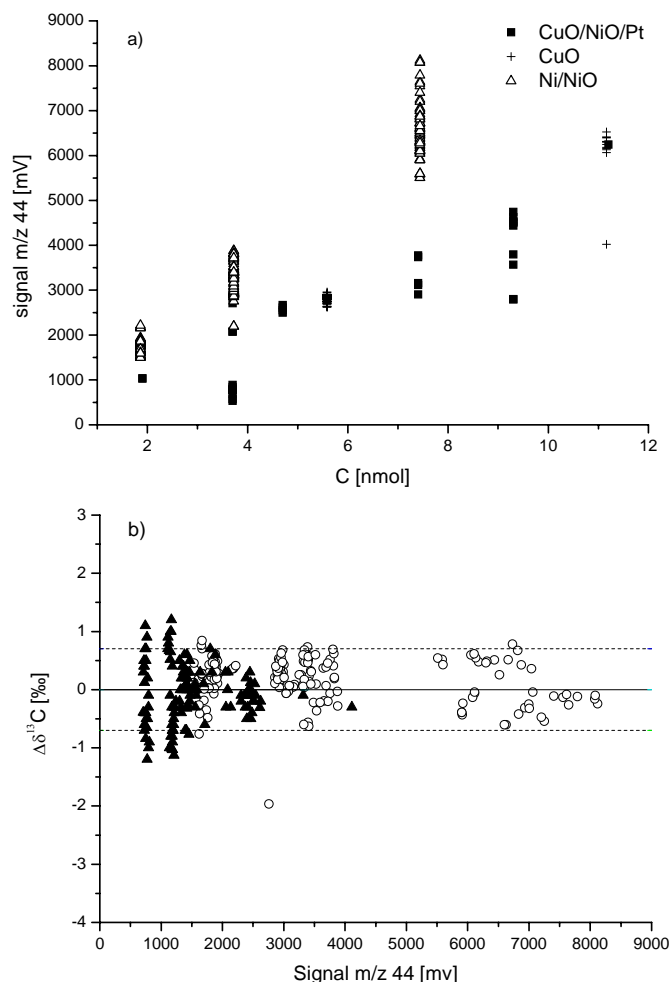 a)
CuO/NiO/Pt
CuO
Ni/NiO
9000
8000
7000
6000
5000
4000
3000
2000
1000
0
signal m/z 44 [mV]
2 4 6 8 10 12
C [nmol]
b)
3
2
1
0
-1
-2
-3
-4
Δδ¹³C [‰]
0 1000 2000 3000 4000 5000 6000 7000 8000 9000
Signal m/z 44 [mv]